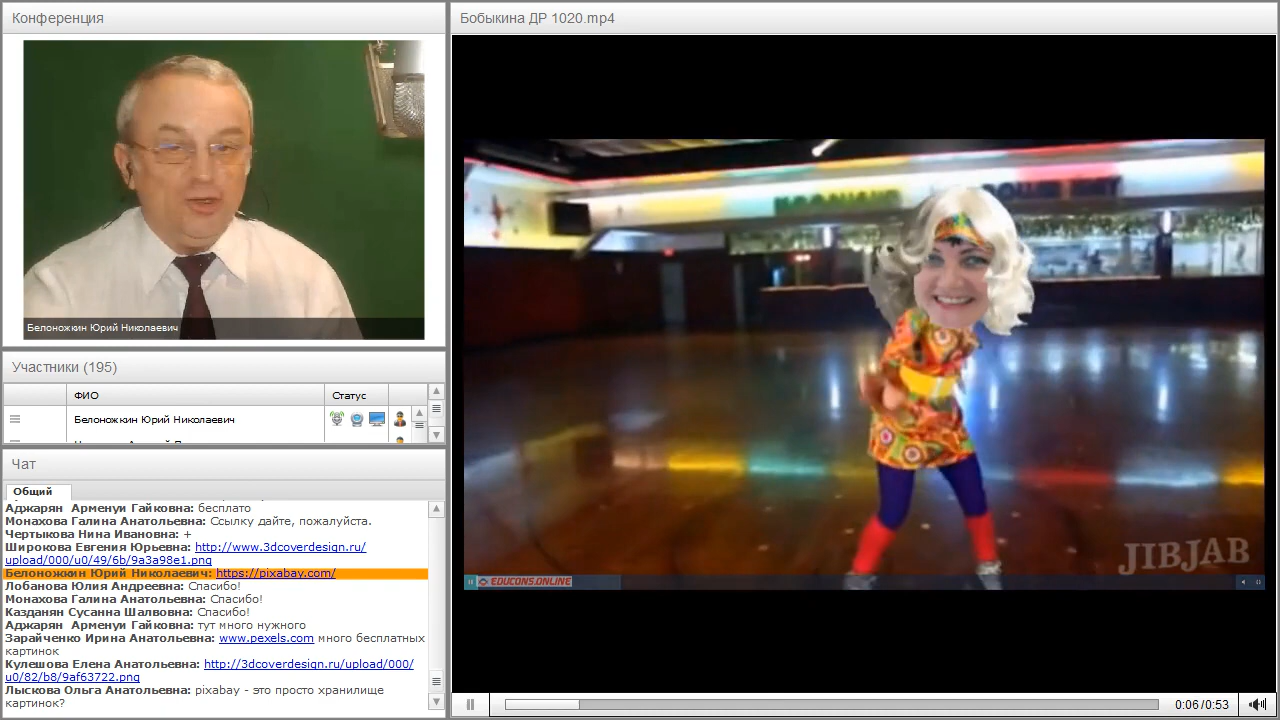 Конференция
Белоножкин Юрий Николаевич
Участники (195)
ФИО
Статус
Белоножкин Юрий Николаевич
Чат
Общий
Аджарян Арменуи Гайковна: бесплато
Монахова Галина Анатольевна: Ссылку дайте, пожалуйста.
Чертыкова Нина Ивановна: +
Широкова Евгения Юрьевна: http://www.3dcoverdesign.ru/
upload/000/u0/49/6b/9a3a98e1.png
Белоножкин Юрий Николаевич: https://pixabay.com/
Лобанова Юлия Андреевна: Спасибо!
Монахова Галина Анатольевна: Спасибо!
Казданян Сусанна Шалвовна: Спасибо!
Аджарян Арменуи Гайковна: тут много нужного
Зарайченко Ирина Анатольевна: www.pexels.com много бесплатных
картинок
Кулешова Елена Анатольевна: http://3dcoverdesign.ru/upload/000/
u0/82/b8/9af63722.png
Лыскова Ольга Анатольевна: pixabay - это просто хранилище
картинок?
Бобыкина ДР 1020.mp4
JIBJAB
EDUCONS.ONLINE
0:06/0:53